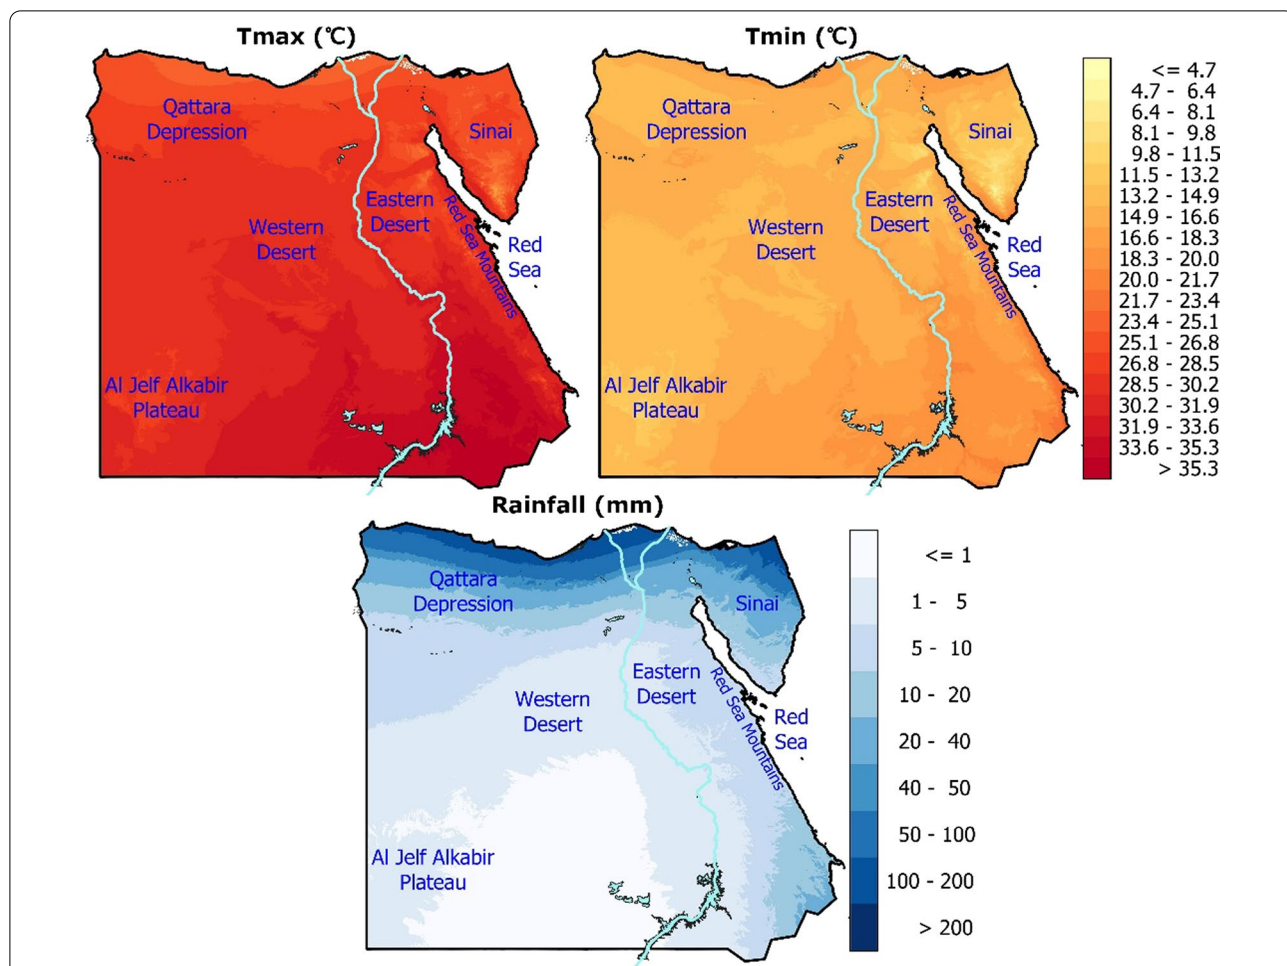 Tmax (℃)
Qattara
Depression
Sinai
Eastern
Desert
Western
Desert
Red Sea Mountains
Red
Sea
Al Jelf Alkabir
Plateau
Tmin (℃)
Qattara
Depression
Sinai
Eastern
Desert
Western
Desert
Red Sea Mountains
Red
Sea
Al Jelf Alkabir
Plateau
<= 4.7
4.7 - 6.4
6.4 - 8.1
8.1 - 9.8
9.8 - 11.5
11.5 - 13.2
13.2 - 14.9
14.9 - 16.6
16.6 - 18.3
18.3 - 20.0
20.0 - 21.7
21.7 - 23.4
23.4 - 25.1
25.1 - 26.8
26.8 - 28.5
28.5 - 30.2
30.2 - 31.9
31.9 - 33.6
33.6 - 35.3
> 35.3
Rainfall (mm)
Qattara
Depression
Sinai
Eastern
Desert
Western
Desert
Red Sea Mountains
Red
Sea
Al Jelf Alkabir
Plateau
<= 1
1 - 5
5 - 10
10 - 20
20 - 40
40 - 50
50 - 100
100 - 200
> 200